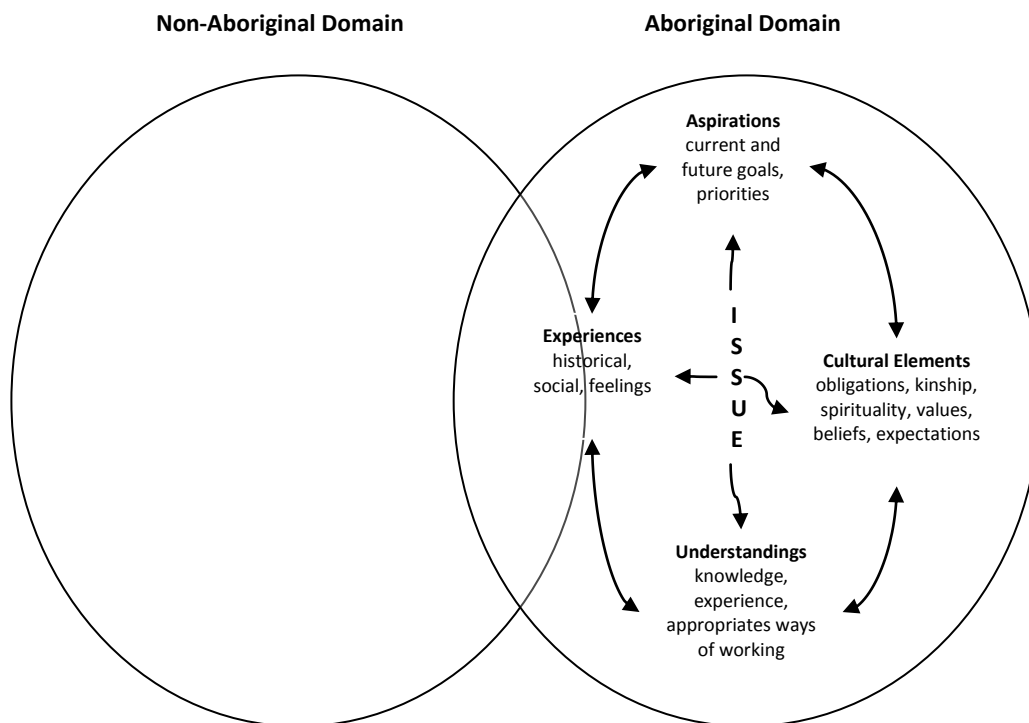 Non-Aboriginal Domain
Aboriginal Domain
Aspirations
current and
future goals,
priorities
I
S
S
U
E
Experiences
historical,
social, feelings
Cultural Elements
obligations, kinship,
spirituality, values,
beliefs, expectations
Understandings
knowledge,
experience,
appropriates ways
of working